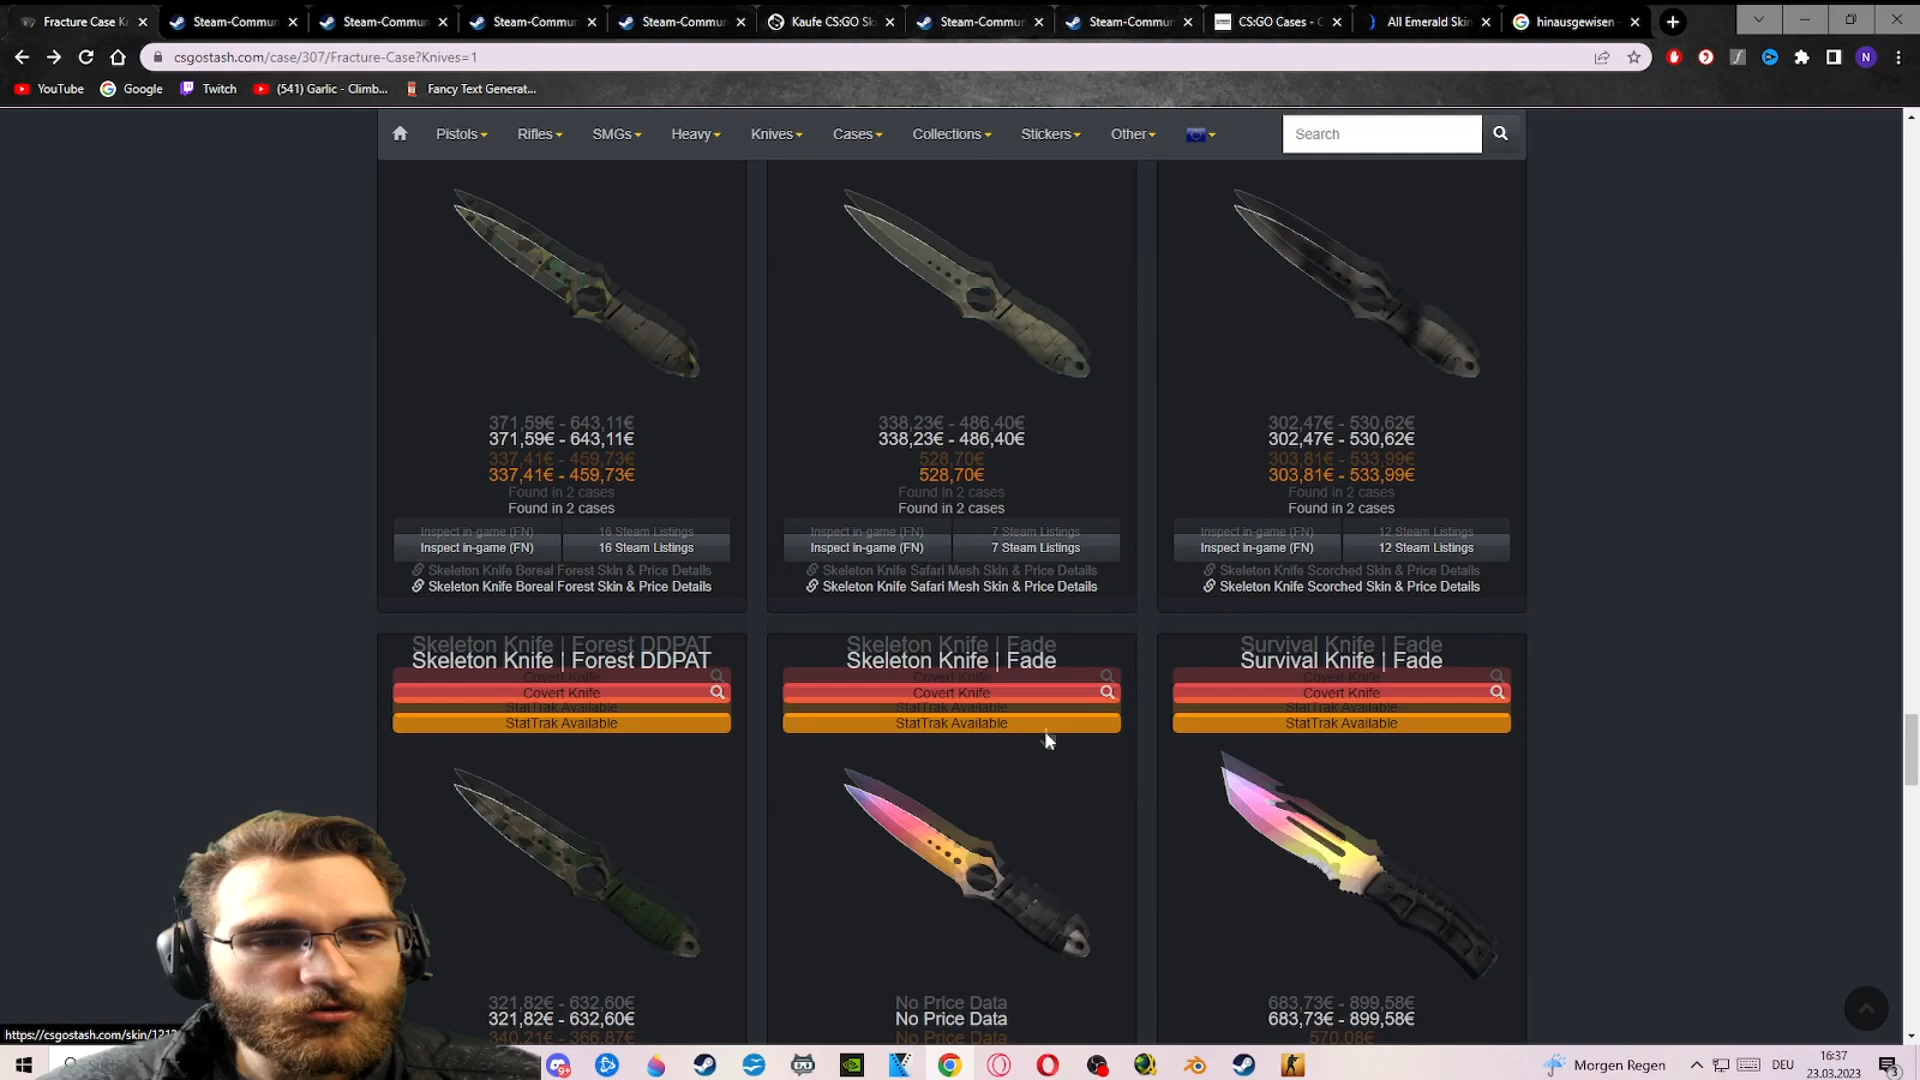 Fracture Case Kn
Steam-Commun
Steam-Commun
Steam-Commun
Steam-Commun
Kaufe CS:GO Sk
Steam-Commun
Steam-Commun
CS:GO Cases - C
All Emerald Skin
hinausgewisen -
csgostash.com/case/307/Fracture-Case?Knives=1
N
YouTube
Google
Twitch
(541) Garlic - Climb...
Fancy Text Generat...
Pistols
Rifles
SMGs
Heavy
Knives
Cases
Collections
Stickers
Other
Search
371,59€ - 643,11€
338,23€ - 486,40€
302,47€ - 530,62€
371,59€ - 643,11€
338,23€ - 486,40€
302,47€ - 530,62€
337,41€ - 459,73€
528,70€
303,81€ - 533,99€
337,41€ - 459,73€
528,70€
303,81€ - 533,99€
Found in 2 cases
Found in 2 cases
Found in 2 cases
Found in 2 cases
Found in 2 cases
Found in 2 cases
Inspect in-game (FN)
16 Steam Listings
Inspect in-game (FN)
7 Steam Listings
Inspect in-game (FN)
12 Steam Listings
Inspect in-game (FN)
16 Steam Listings
Inspect in-game (FN)
7 Steam Listings
Inspect in-game (FN)
12 Steam Listings
Skeleton Knife Boreal Forest Skin & Price Details
Skeleton Knife Safari Mesh Skin & Price Details
Skeleton Knife Scorched Skin & Price Details
Skeleton Knife Boreal Forest Skin & Price Details
Skeleton Knife Safari Mesh Skin & Price Details
Skeleton Knife Scorched Skin & Price Details
Skeleton Knife | Forest DDPAT
Skeleton Knife | Fade
Survival Knife | Fade
Skeleton Knife | Forest DDPAT
Skeleton Knife | Fade
Survival Knife | Fade
Covert Knife
Covert Knife
Covert Knife
Covert Knife
Covert Knife
Covert Knife
StatTrak Available
StatTrak Available
StatTrak Available
StatTrak Available
StatTrak Available
StatTrak Available
321,82€ - 632,60€
No Price Data
683,73€ - 899,58€
321,82€ - 632,60€
No Price Data
683,73€ - 899,58€
340,21€ - 366,87€
No Price Data
570,08€
https://csgostash.com/skin/121
9+
Morgen Regen
DEU
16:37
23.03.2023
3